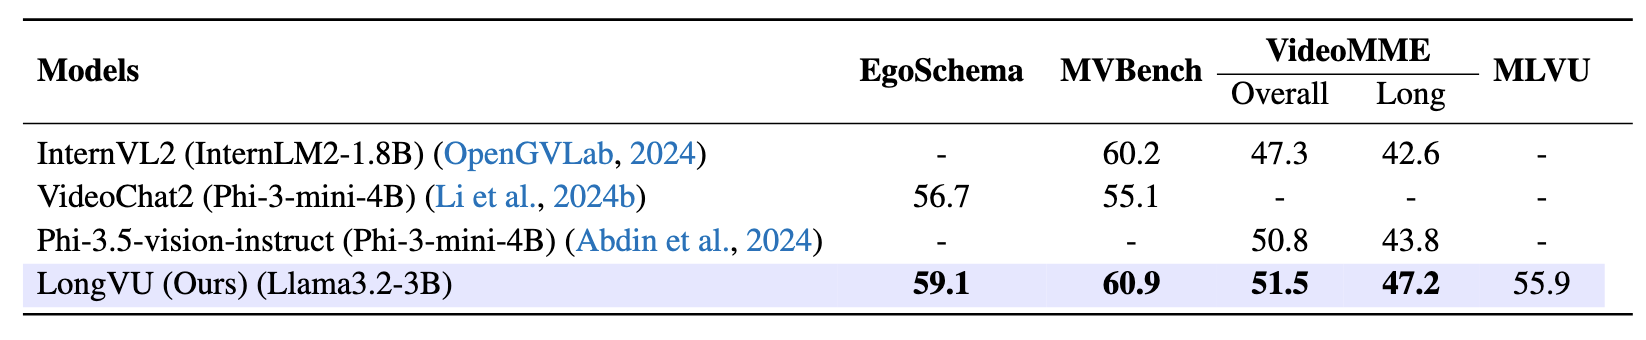 Models EgoSchema MVBench VideoMME MLVU
Overall Long
InternVL2 (InternLM2-1.8B) (OpenGVLab, 2024) - 60.2 47.3 42.6 -
VideoChat2 (Phi-3-mini-4B) (Li et al., 2024b) 56.7 55.1 - - -
Phi-3.5-vision-instruct (Phi-3-mini-4B) (Abdin et al., 2024) - - 50.8 43.8 -
LongVU (Ours) (Llama3.2-3B) 59.1 60.9 51.5 47.2 55.9